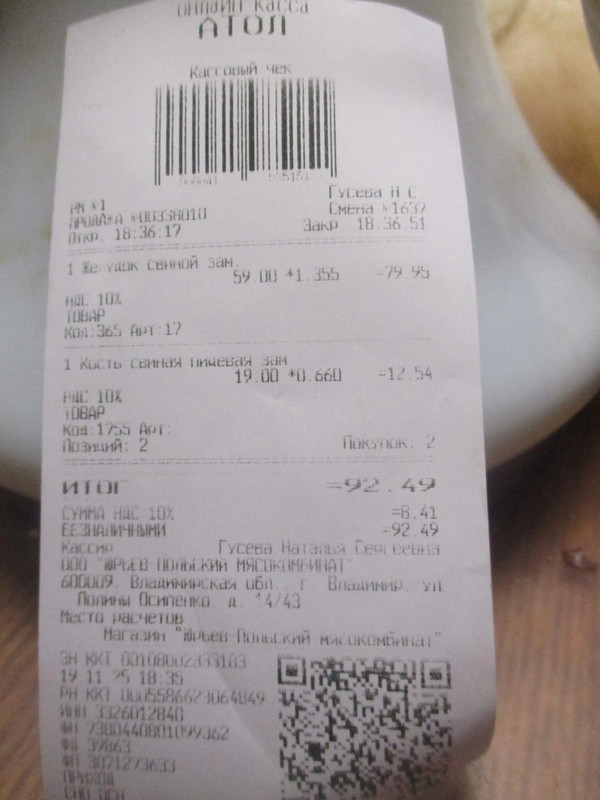 ОНЛАЙН КАССА
АТОЛ
Кассовый чек
РМ №1 Гусева Н С.
ПРОДАЖА №00338010 Смена №1637
Откр. 18:36:17 Закр 18:36:51
1 Желудок свиной зам.
59.00 *1.355 =79.95
НДС 10%
ТОВАР
Код:365 Арт:17
1 Кость свиная пищевая зам
19.00 *0.660 =12.54
НДС 10%
ТОВАР
Код:1755 Арт:
Позиций: 2 Покупок: 2
ИТОГ =92.49
СУММА НДС 10% =8.41
БЕЗНАЛИЧНЫМИ =92.49
Кассир Гусева Наталья Сергеевна
ООО "ЮРЬЕВ-ПОЛЬСКИЙ МЯСОКОМБИНАТ"
600009. Владимирская обл., г Владимир, ул
Полины Осипенко д. 14/43
Место расчетов
Магазин "Юрьев-Польский мясокомбинат"
ЗН ККТ 00108002333103
19 11 25 18:35
РН ККТ 0005586623064849
ИНН 3326012840
ФН 7380440801099362
ФД 39863
ФП 3071273633
ПРИХОД
СНО ОСН